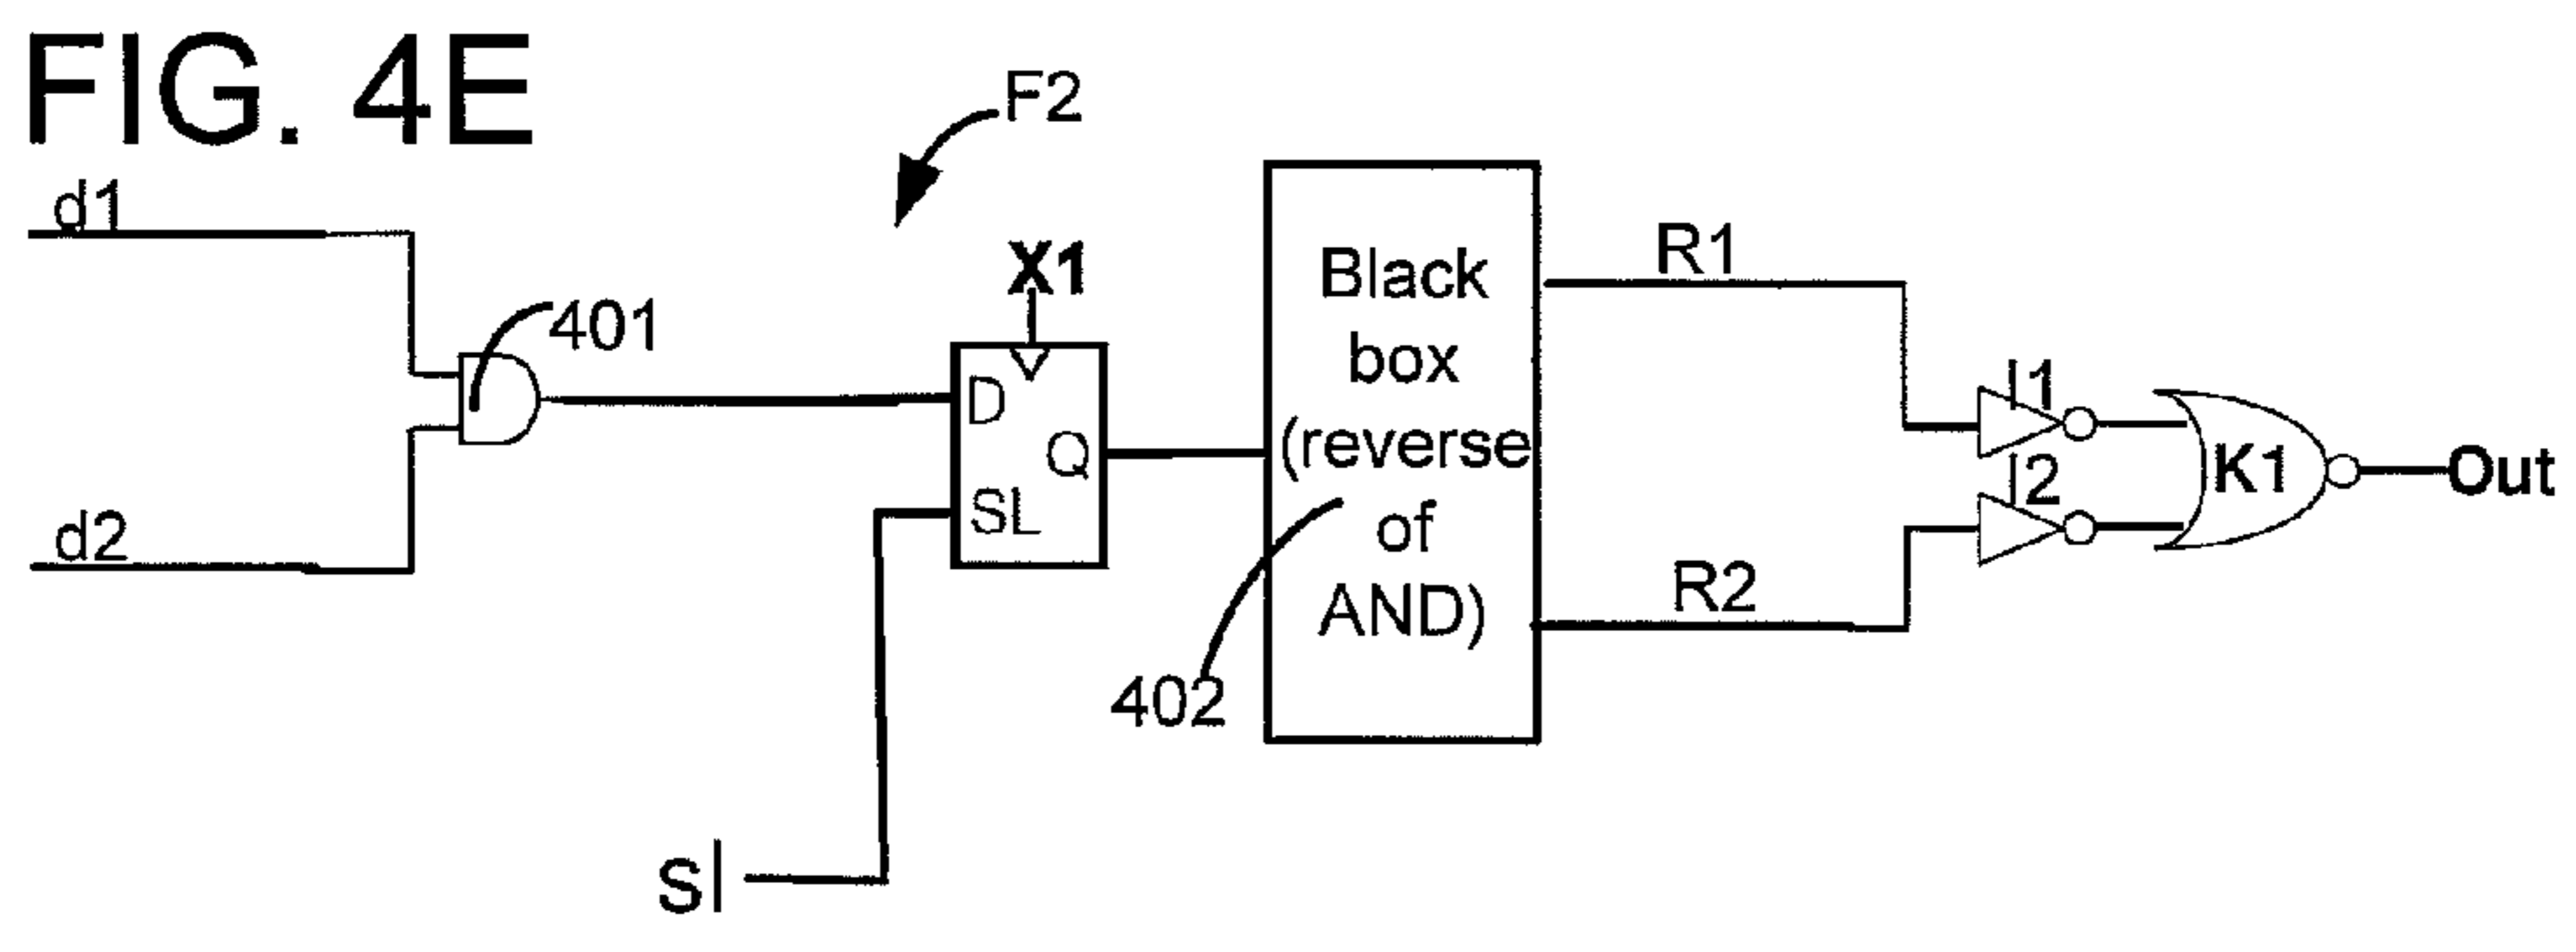 FIG. 4E
F2
d1
401
d2
X1
D
Q
SL
sl
Black
box
(reverse
of
AND)
402
R1
R2
I1
I2
K1
Out